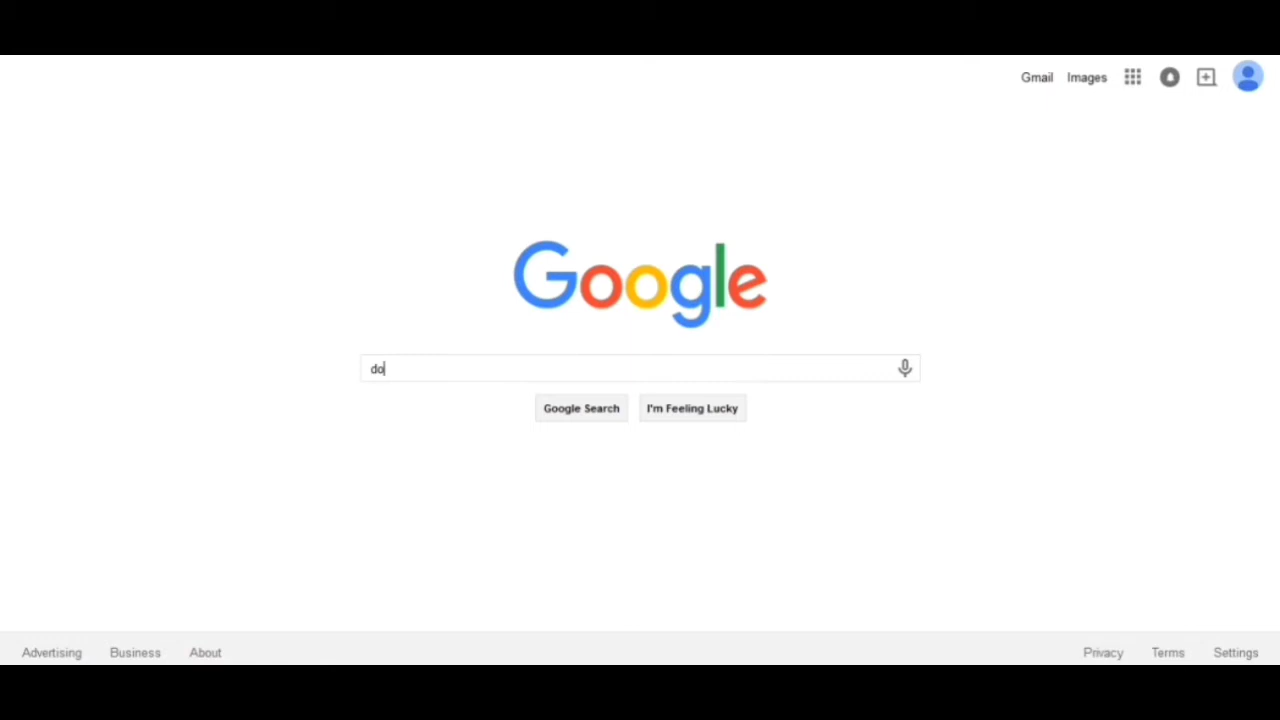 Gmail Images
Google
do
Google Search I'm Feeling Lucky
Advertising Business About Privacy Terms Settings